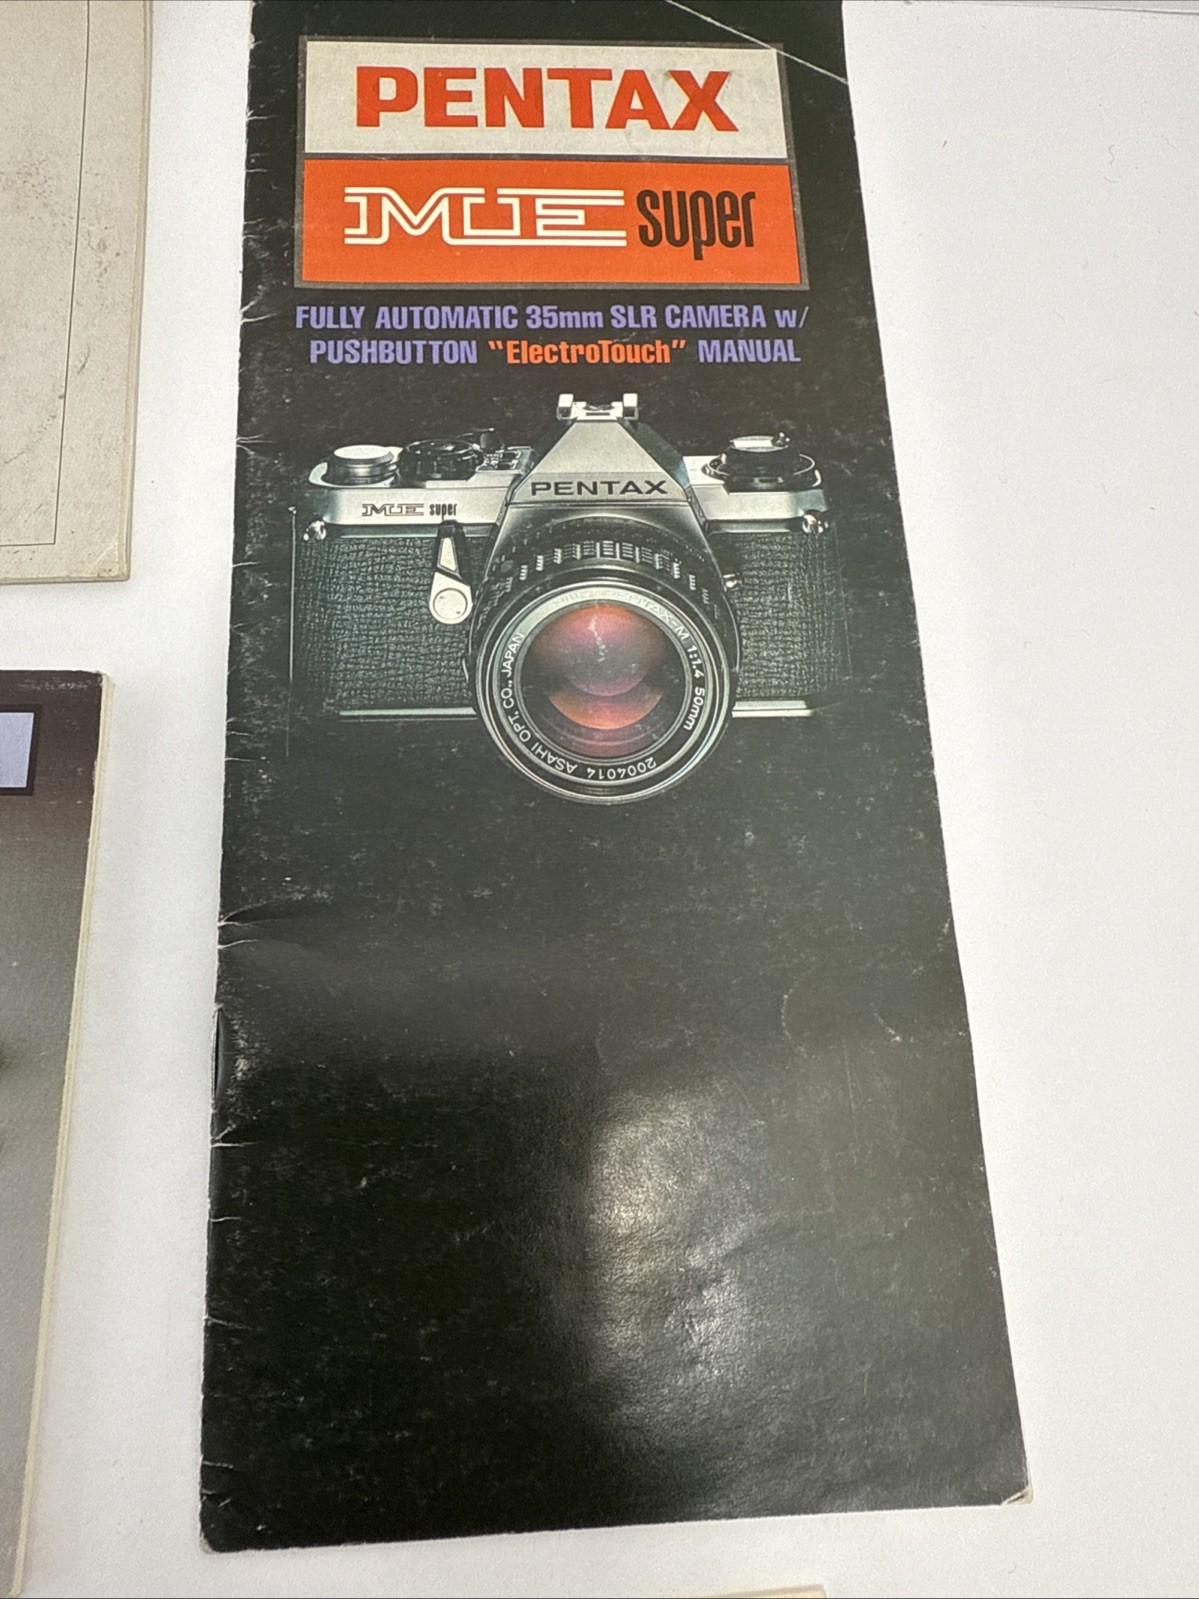 PENTAX
ME super
FULLY AUTOMATIC 35mm SLR CAMERA w/
PUSHBUTTON "ElectroTouch" MANUAL
PENTAX
ME super
PENTAX-M 1:1.4 50mm
2004014 ASAHI OPT. CO., JAPAN